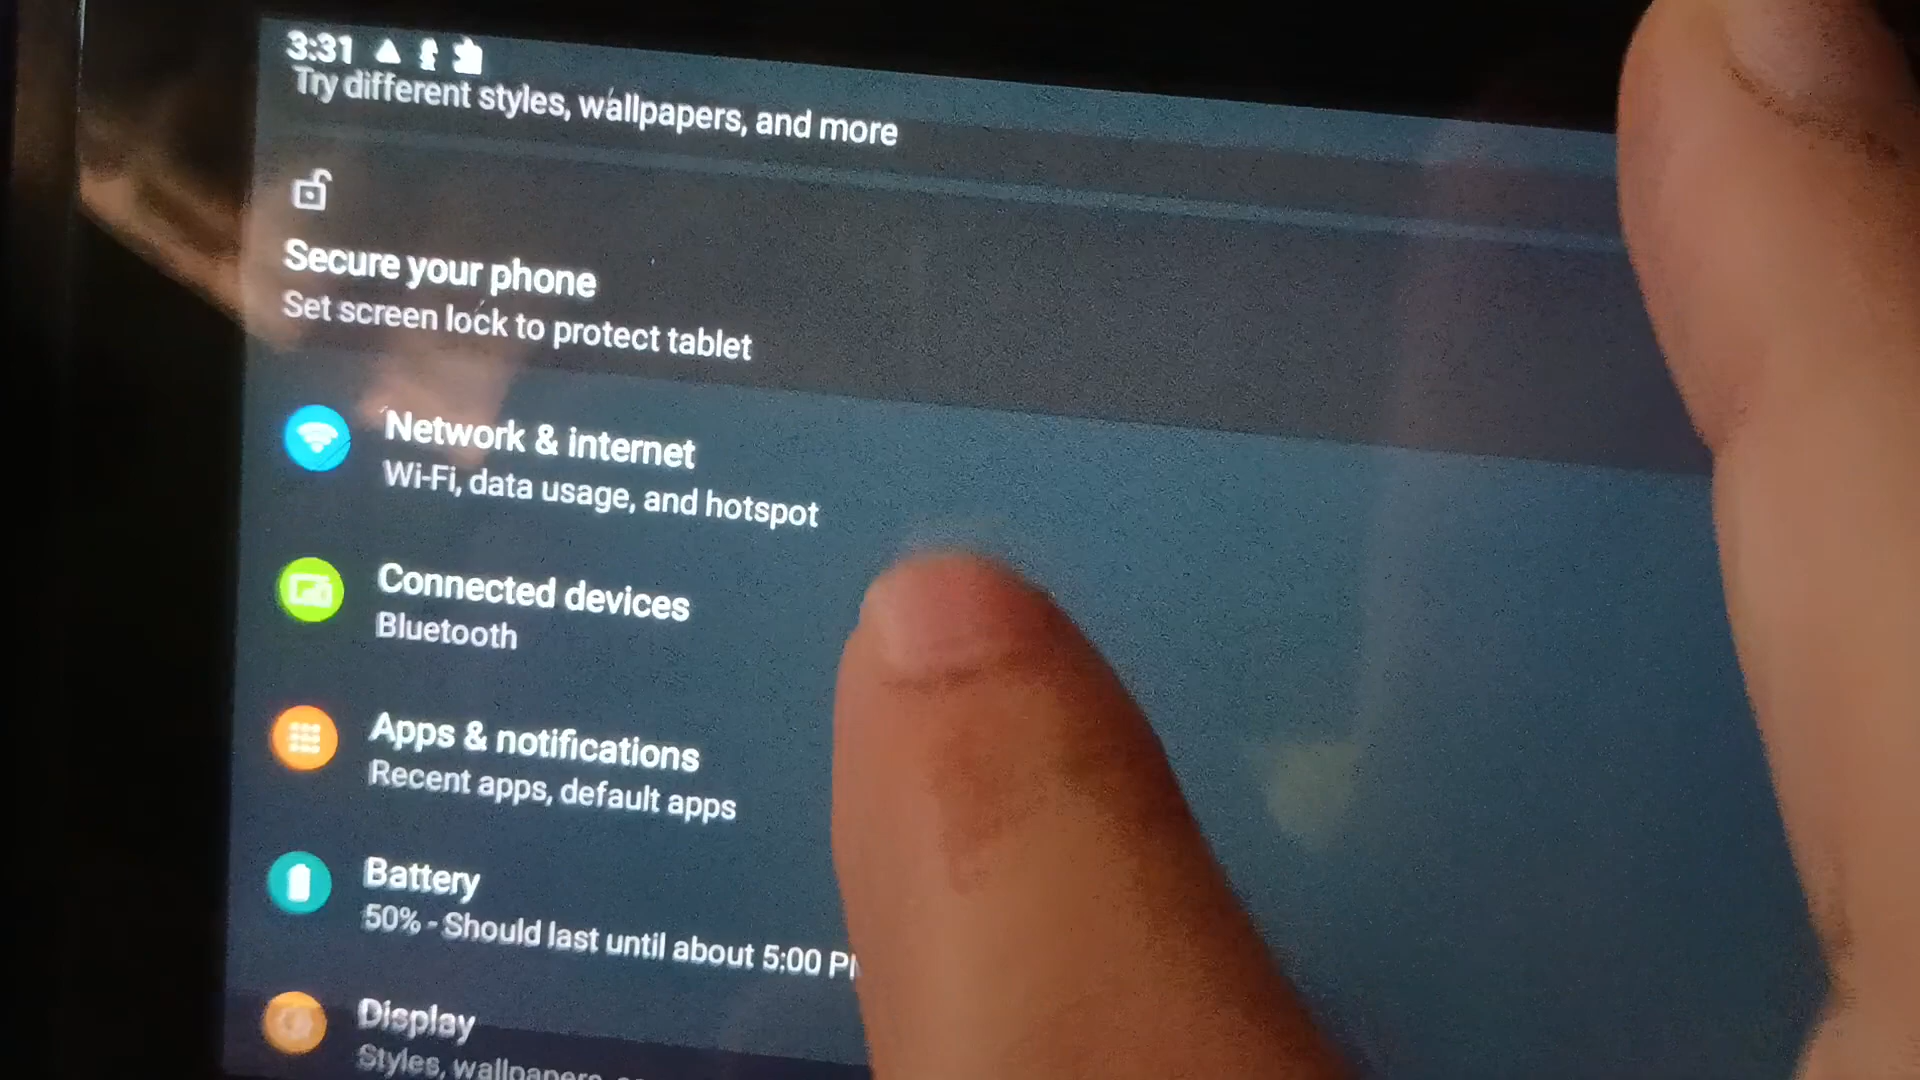 3:31
Try different styles, wallpapers, and more
Secure your phone
Set screen lock to protect tablet
Network & internet
Wi-Fi, data usage, and hotspot
Connected devices
Bluetooth
Apps & notifications
Recent apps, default apps
Battery
50% - Should last until about 5:00
Display
Styles, wallpapers,